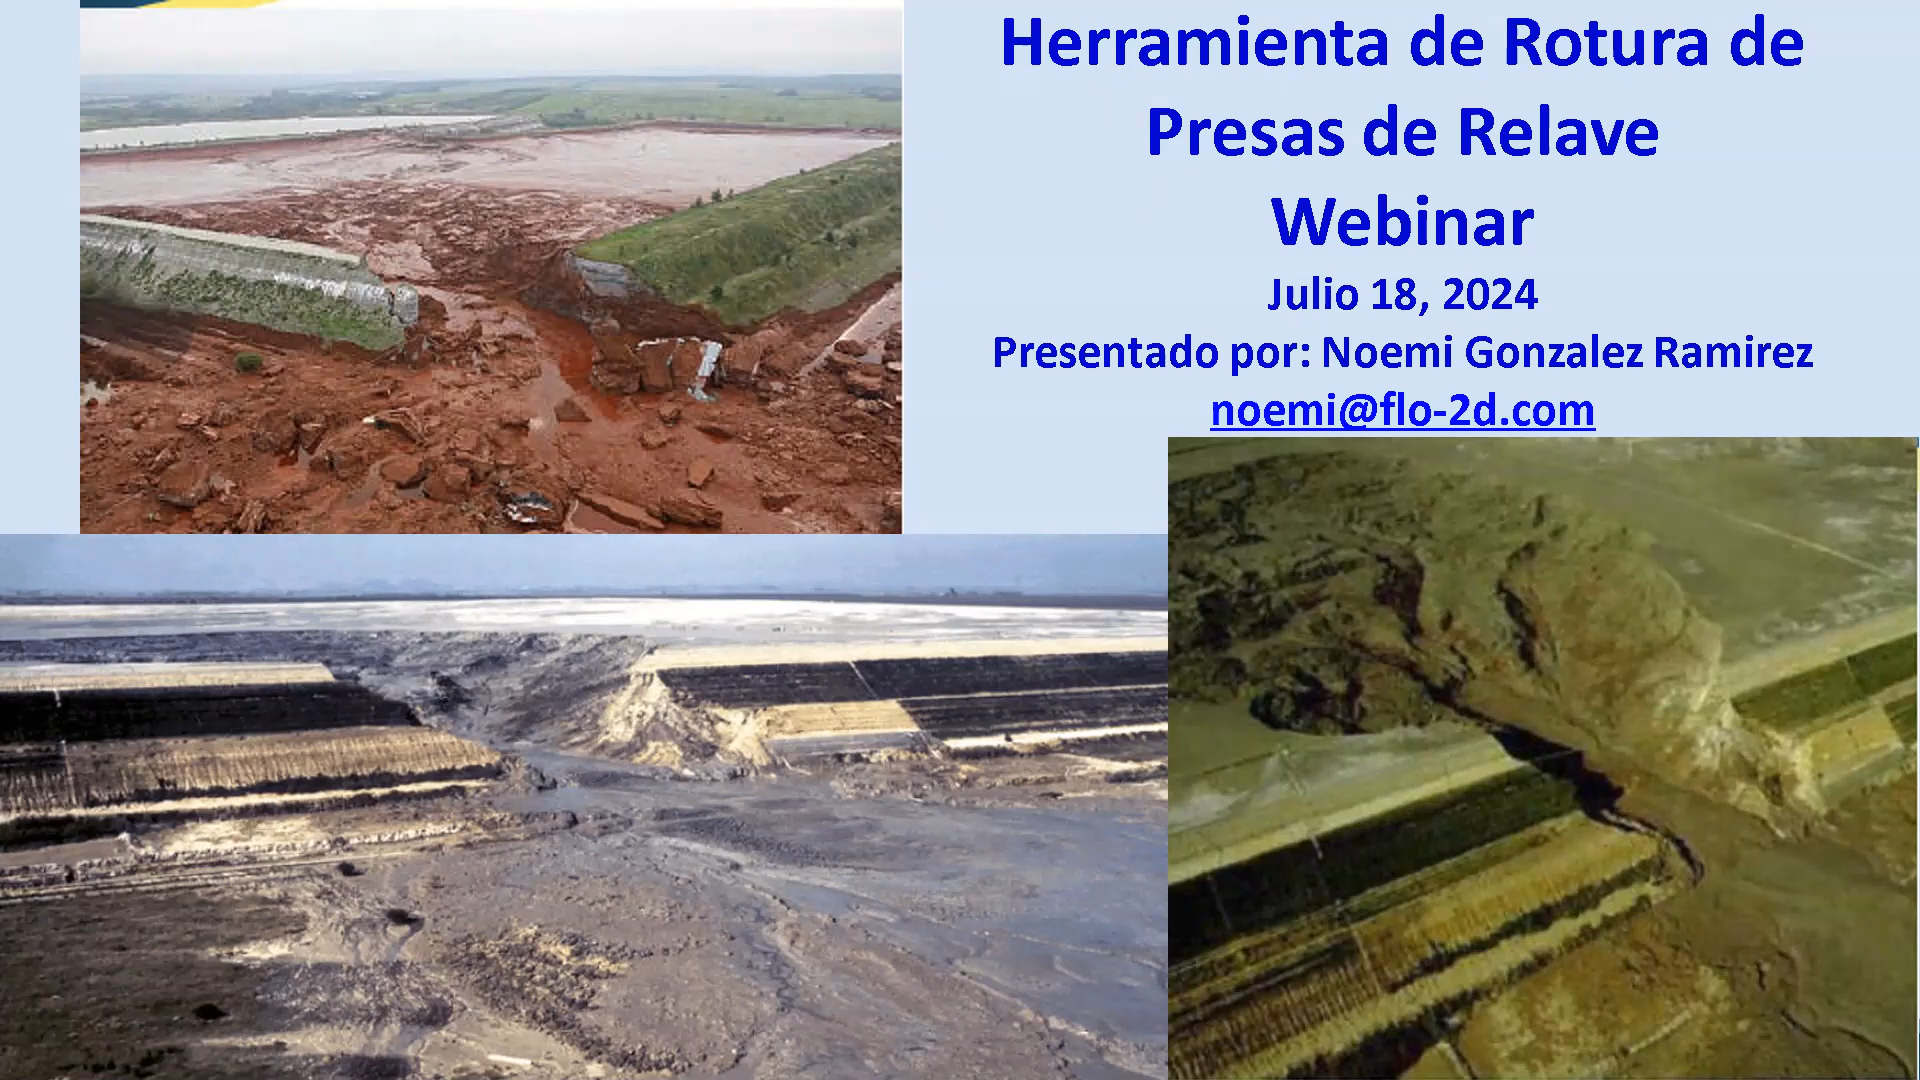 Herramienta de Rotura de
Presas de Relave
Webinar
Julio 18, 2024
Presentado por: Noemi Gonzalez Ramirez
noemi@flo-2d.com